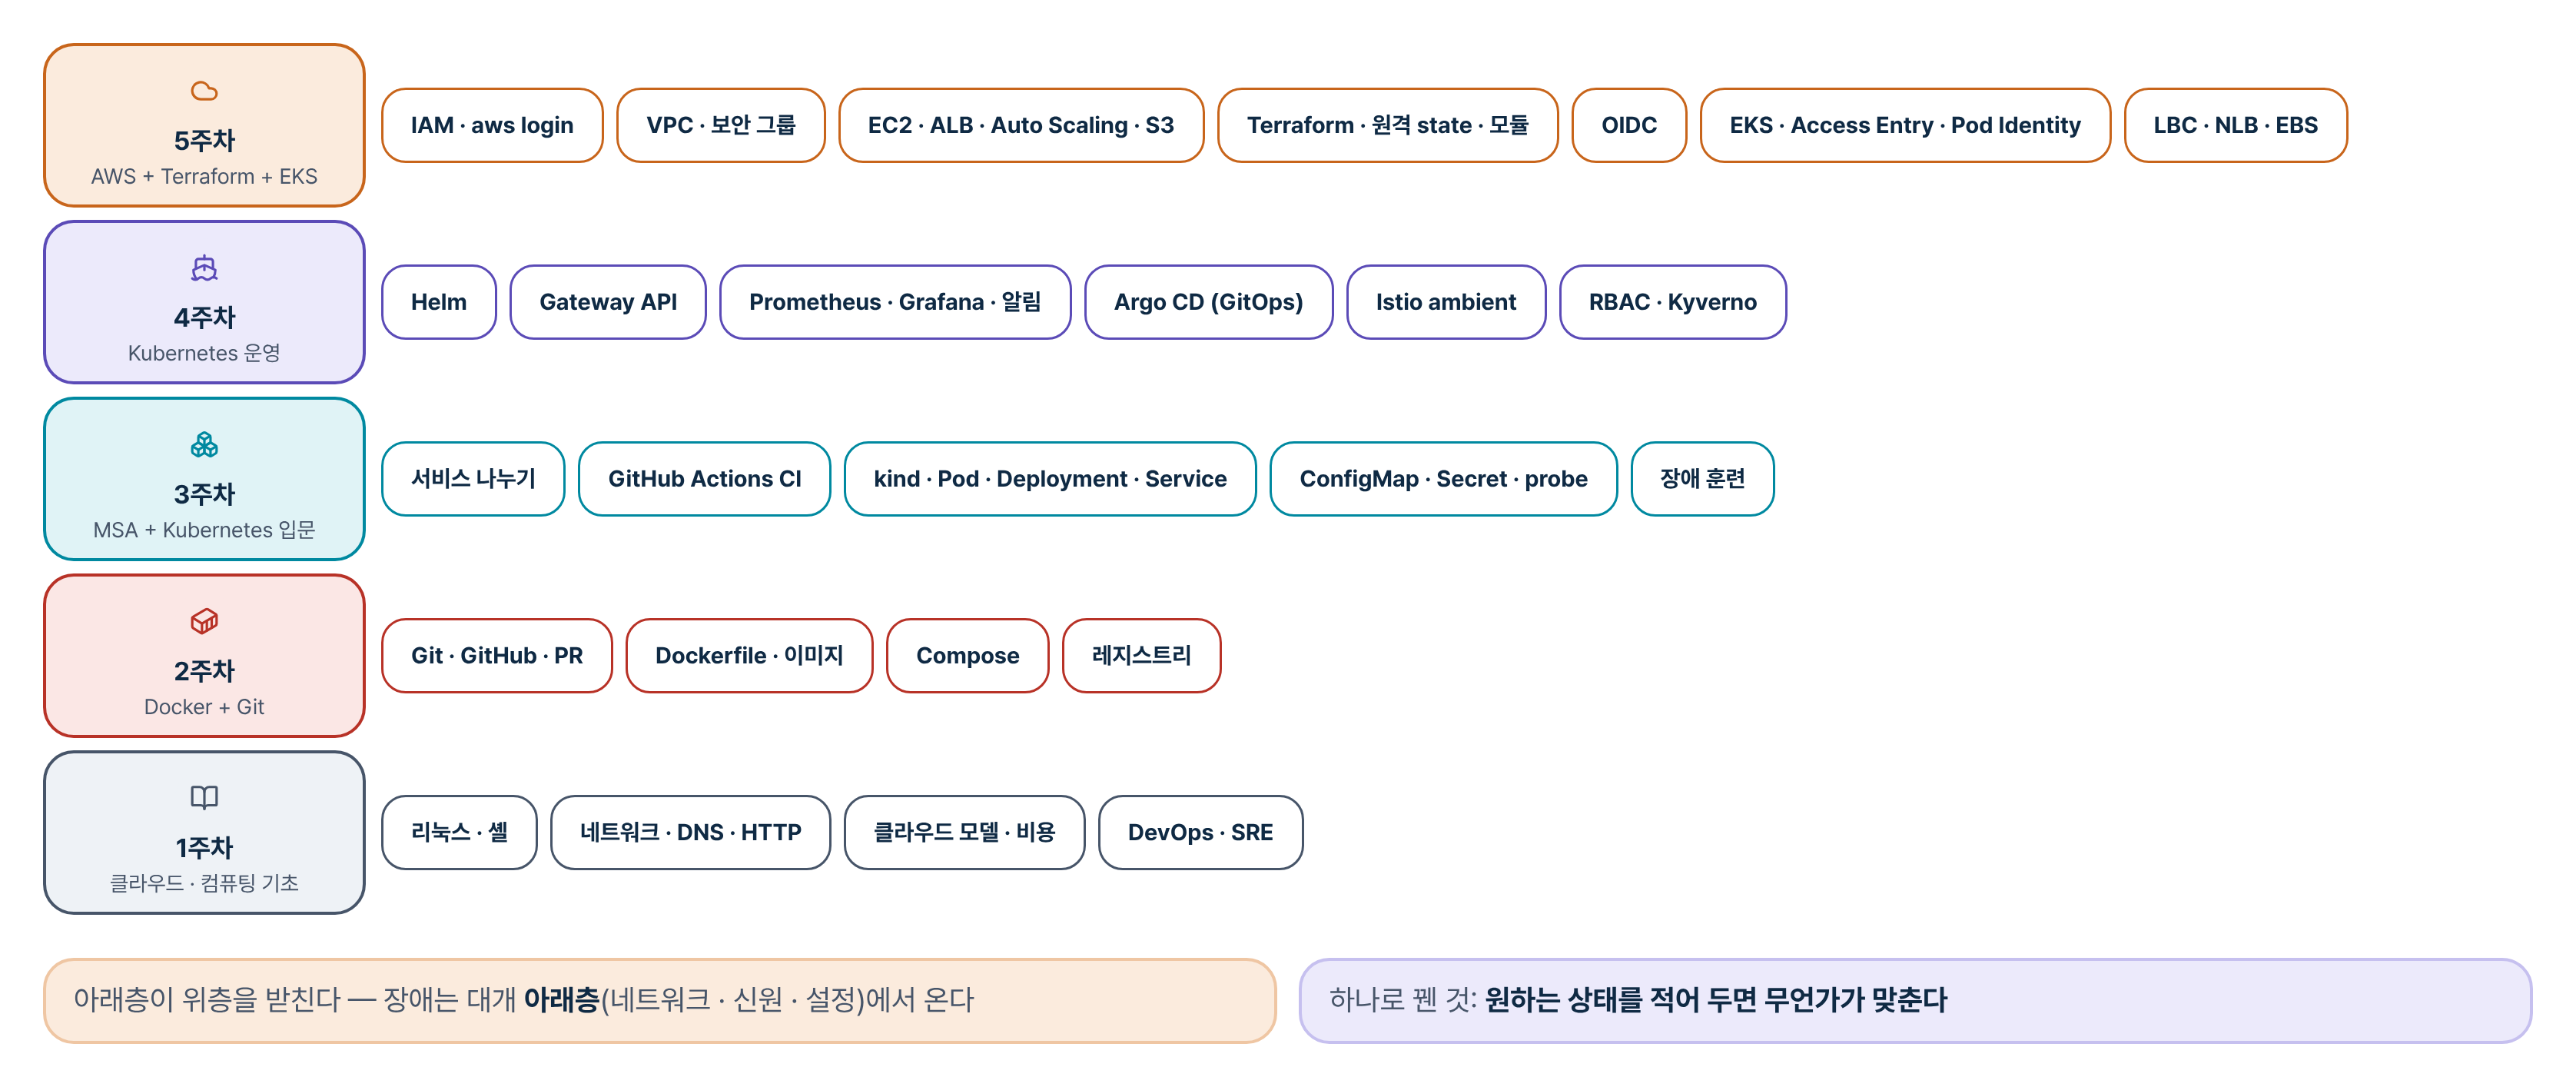 5주차
AWS + Terraform + EKS
IAM · aws login
VPC · 보안 그룹
EC2 · ALB · Auto Scaling · S3
Terraform · 원격 state · 모듈
OIDC
EKS · Access Entry · Pod Identity
LBC · NLB · EBS
4주차
Kubernetes 운영
Helm
Gateway API
Prometheus · Grafana · 알림
Argo CD (GitOps)
Istio ambient
RBAC · Kyverno
3주차
MSA + Kubernetes 입문
서비스 나누기
GitHub Actions CI
kind · Pod · Deployment · Service
ConfigMap · Secret · probe
장애 훈련
2주차
Docker + Git
Git · GitHub · PR
Dockerfile · 이미지
Compose
레지스트리
1주차
클라우드 · 컴퓨팅 기초
리눅스 · 셸
네트워크 · DNS · HTTP
클라우드 모델 · 비용
DevOps · SRE
아래층이 위층을 받친다 — 장애는 대개 아래층(네트워크 · 신원 · 설정)에서 온다
하나로 꿴 것: 원하는 상태를 적어 두면 무언가가 맞춘다